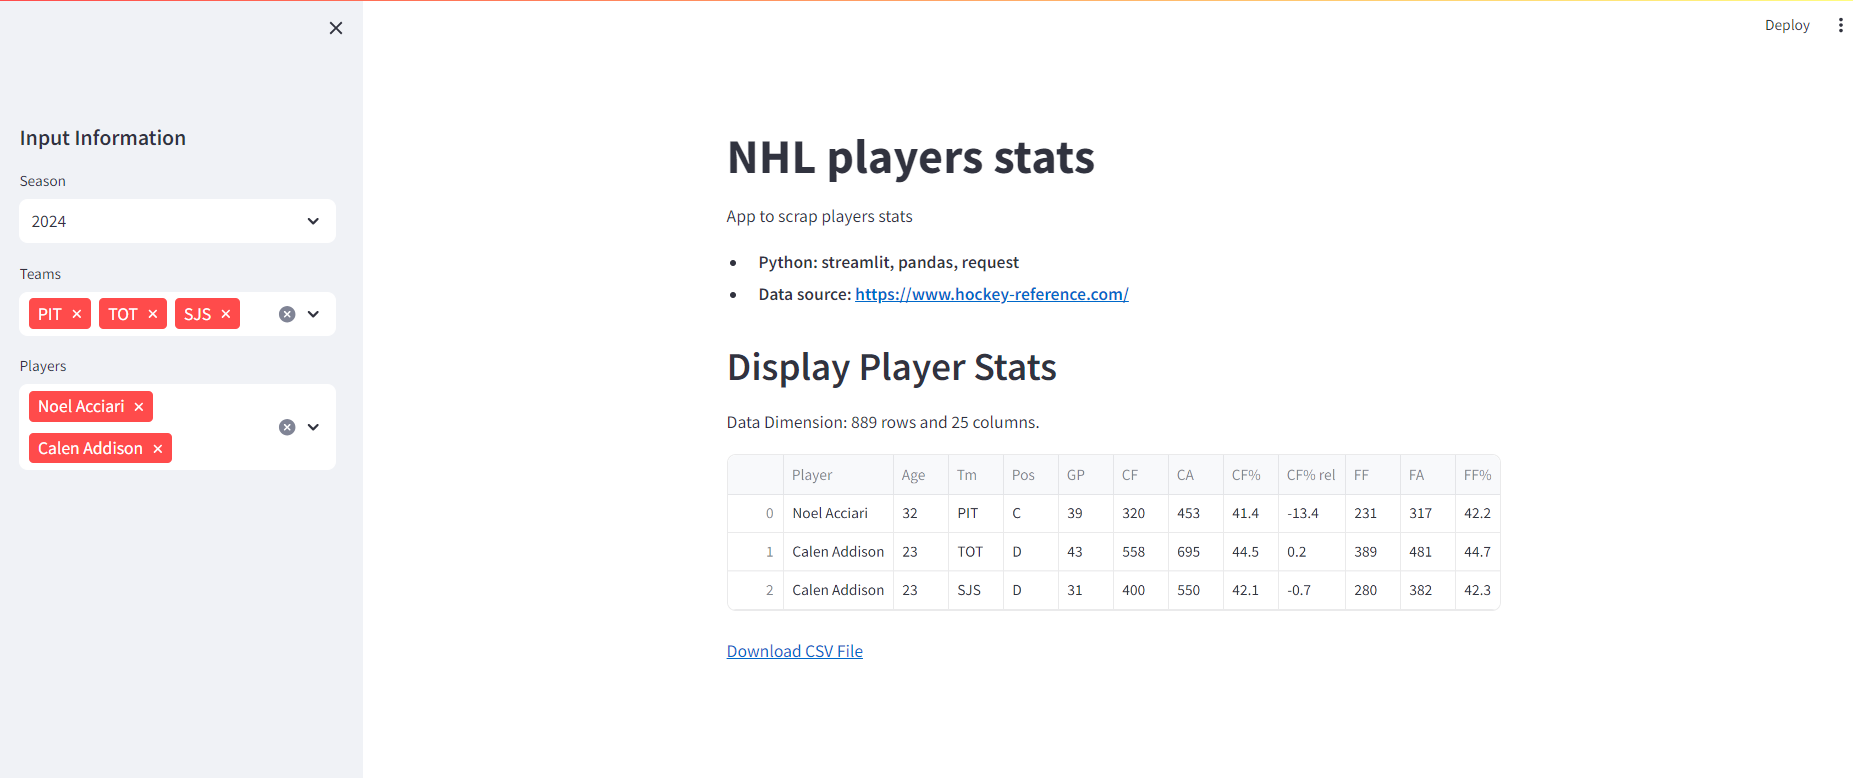 Deploy
Input Information
Season
2024
Teams
PIT TOT SJS
Players
Noel Acciari
Calen Addison
NHL players stats
App to scrap players stats
Python: streamlit, pandas, request
Data source: https://www.hockey-reference.com/
Display Player Stats
Data Dimension: 889 rows and 25 columns.
Player Age Tm Pos GP CF CA CF% CF% rel FF FA FF%
0 Noel Acciari 32 PIT C 39 320 453 41.4 -13.4 231 317 42.2
1 Calen Addison 23 TOT D 43 558 695 44.5 0.2 389 481 44.7
2 Calen Addison 23 SJS D 31 400 550 42.1 -0.7 280 382 42.3
Download CSV File